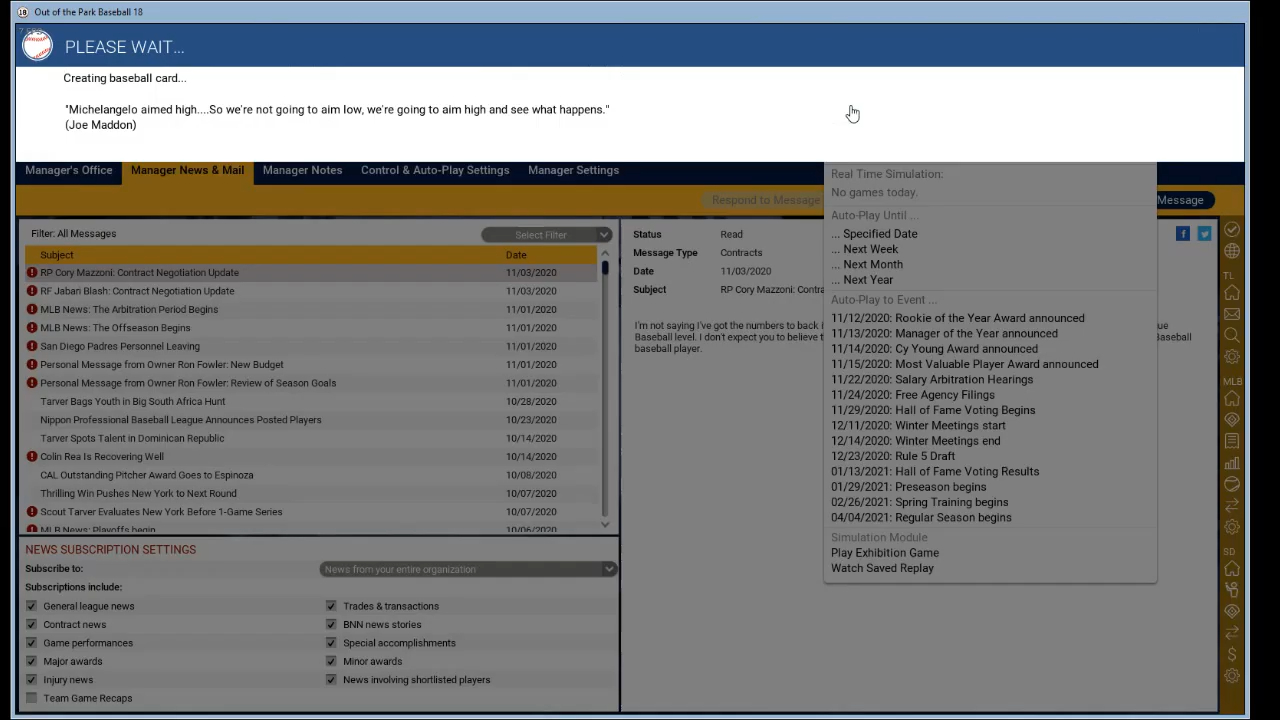 Out of the Park Baseball 18
PLEASE WAIT...
Creating baseball card...
"Michelangelo aimed high....So we're not going to aim low, we're going to aim high and see what happens."
(Joe Maddon)
Manager's Office Manager News & Mail Manager Notes Control & Auto-Play Settings Manager Settings
Respond to Message Message
Filter: All Messages Select Filter
Subject Date
RP Cory Mazzoni: Contract Negotiation Update 11/03/2020
RF Jabari Blash: Contract Negotiation Update 11/03/2020
MLB News: The Arbitration Period Begins 11/01/2020
MLB News: The Offseason Begins 11/01/2020
San Diego Padres Personnel Leaving 11/01/2020
Personal Message from Owner Ron Fowler: New Budget 11/01/2020
Personal Message from Owner Ron Fowler: Review of Season Goals 11/01/2020
Tarver Bags Youth in Big South Africa Hunt 10/28/2020
Nippon Professional Baseball League Announces Posted Players 10/23/2020
Tarver Spots Talent in Dominican Republic 10/14/2020
Colin Rea Is Recovering Well 10/14/2020
CAL Outstanding Pitcher Award Goes to Espinoza 10/08/2020
Thrilling Win Pushes New York to Next Round 10/07/2020
Scout Tarver Evaluates New York Before 1-Game Series 10/07/2020
MLB News: Playoffs begin 10/06/2020
NEWS SUBSCRIPTION SETTINGS
Subscribe to: News from your entire organization
Subscriptions include:
General league news Trades & transactions
Contract news BNN news stories
Game performances Special accomplishments
Major awards Minor awards
Injury news News involving shortlisted players
Team Game Recaps
Status Read
Message Type Contracts
Date 11/03/2020
Subject RP Cory Mazzoni: Contra
I'm not saying I've got the numbers to back i ue
Baseball level. I don't expect you to believe t Baseball
baseball player.
Real Time Simulation:
No games today.
Auto-Play Until ...
... Specified Date
... Next Week
... Next Month
... Next Year
Auto-Play to Event ...
11/12/2020: Rookie of the Year Award announced
11/13/2020: Manager of the Year announced
11/14/2020: Cy Young Award announced
11/15/2020: Most Valuable Player Award announced
11/22/2020: Salary Arbitration Hearings
11/24/2020: Free Agency Filings
11/29/2020: Hall of Fame Voting Begins
12/11/2020: Winter Meetings start
12/14/2020: Winter Meetings end
12/23/2020: Rule 5 Draft
01/13/2021: Hall of Fame Voting Results
01/29/2021: Preseason begins
02/26/2021: Spring Training begins
04/04/2021: Regular Season begins
Simulation Module
Play Exhibition Game
Watch Saved Replay
TL
MLB
SD